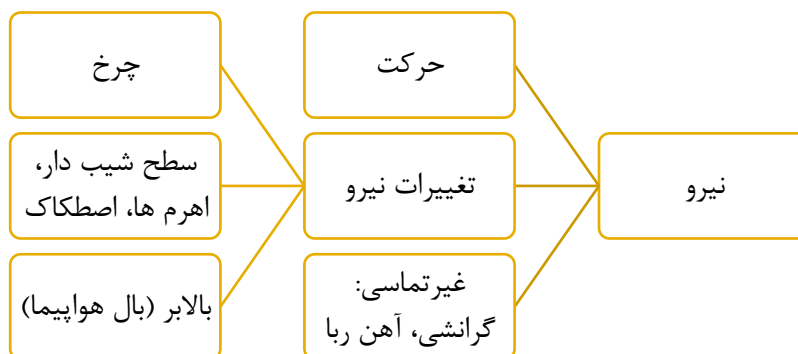 نیرو
حرکت
تغییرات نیرو
غیرتماسی:
گرانشی، آهن ربا
چرخ
سطح شیب دار،
اهرم ها، اصطکاک
بالابر (بال هواپیما)